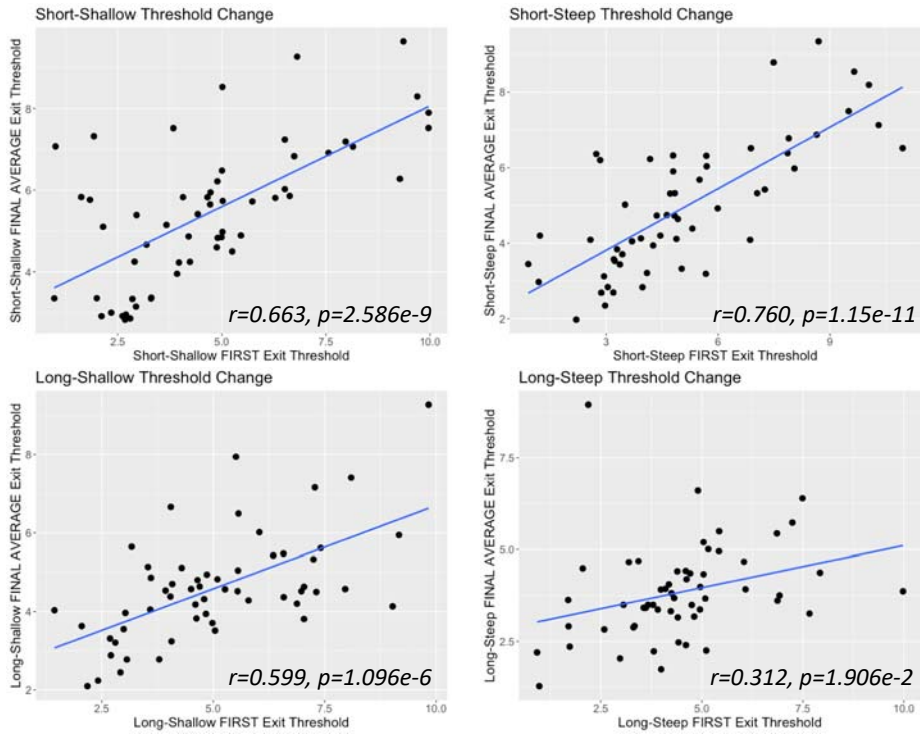 Short-Shallow Threshold Change
Short-Shallow FINAL AVERAGE Exit Threshold
8
6
4
2.5
5.0
7.5
10.0
r=0.663, p=2.586e-9
Short-Shallow FIRST Exit Threshold
Short-Steep Threshold Change
Short-Steep FINAL AVERAGE Exit Threshold
8
6
4
2
3
6
9
r=0.760, p=1.15e-11
Short-Steep FIRST Exit Threshold
Long-Shallow Threshold Change
Long-Shallow FINAL AVERAGE Exit Threshold
8
6
4
2
2.5
5.0
7.5
10.0
r=0.599, p=1.096e-6
Long-Shallow FIRST Exit Threshold
Long-Steep Threshold Change
Long-Steep FINAL AVERAGE Exit Threshold
7.5
5.0
2.5
2.5
5.0
7.5
10.0
r=0.312, p=1.906e-2
Long-Steep FIRST Exit Threshold